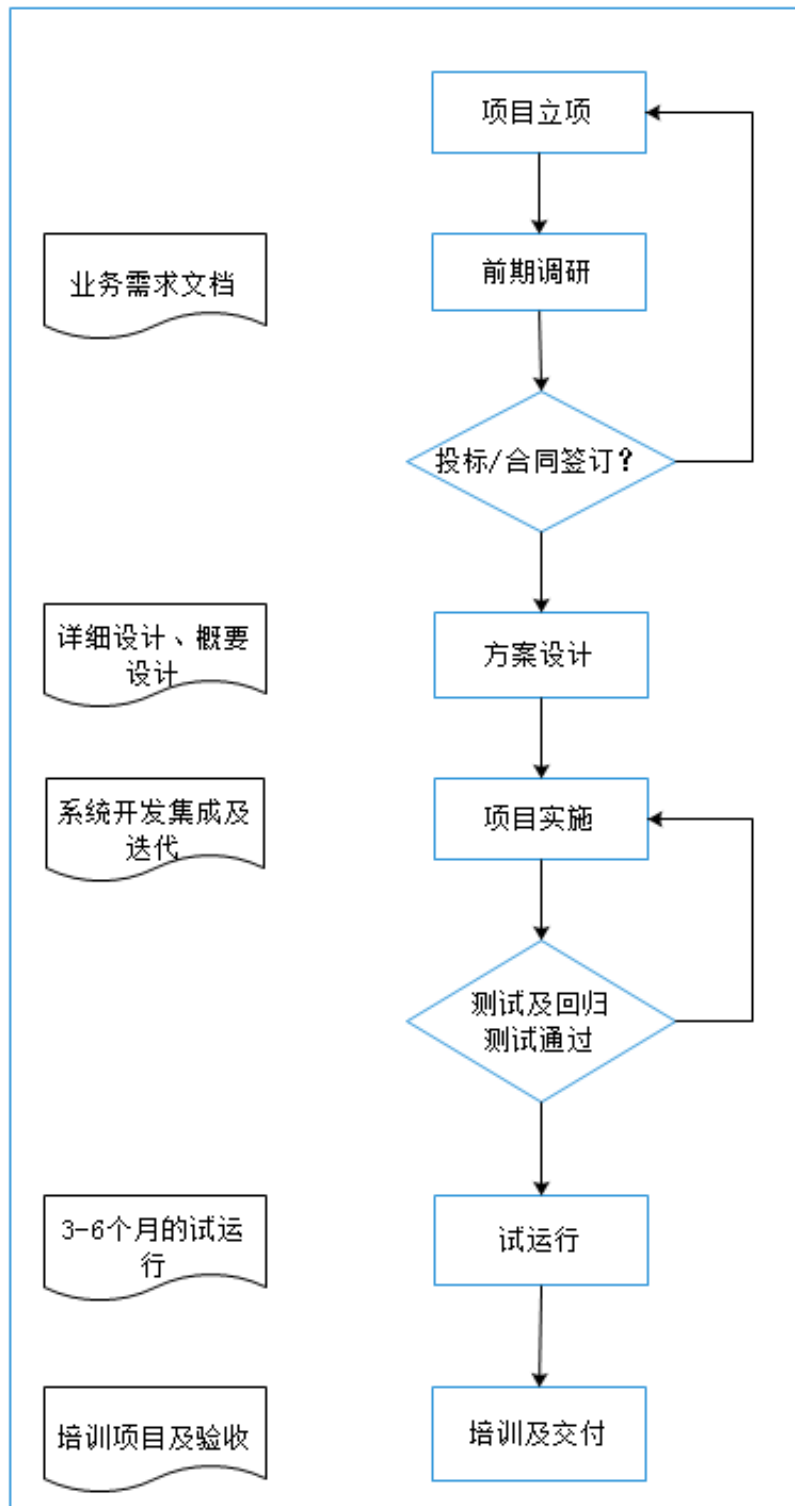 项目立项
业务需求文档
前期调研
投标/合同签订？
详细设计、概要
设计
方案设计
系统开发集成及
迭代
项目实施
测试及回归
测试通过
3-6个月的试运
行
试运行
培训项目及验收
培训及交付